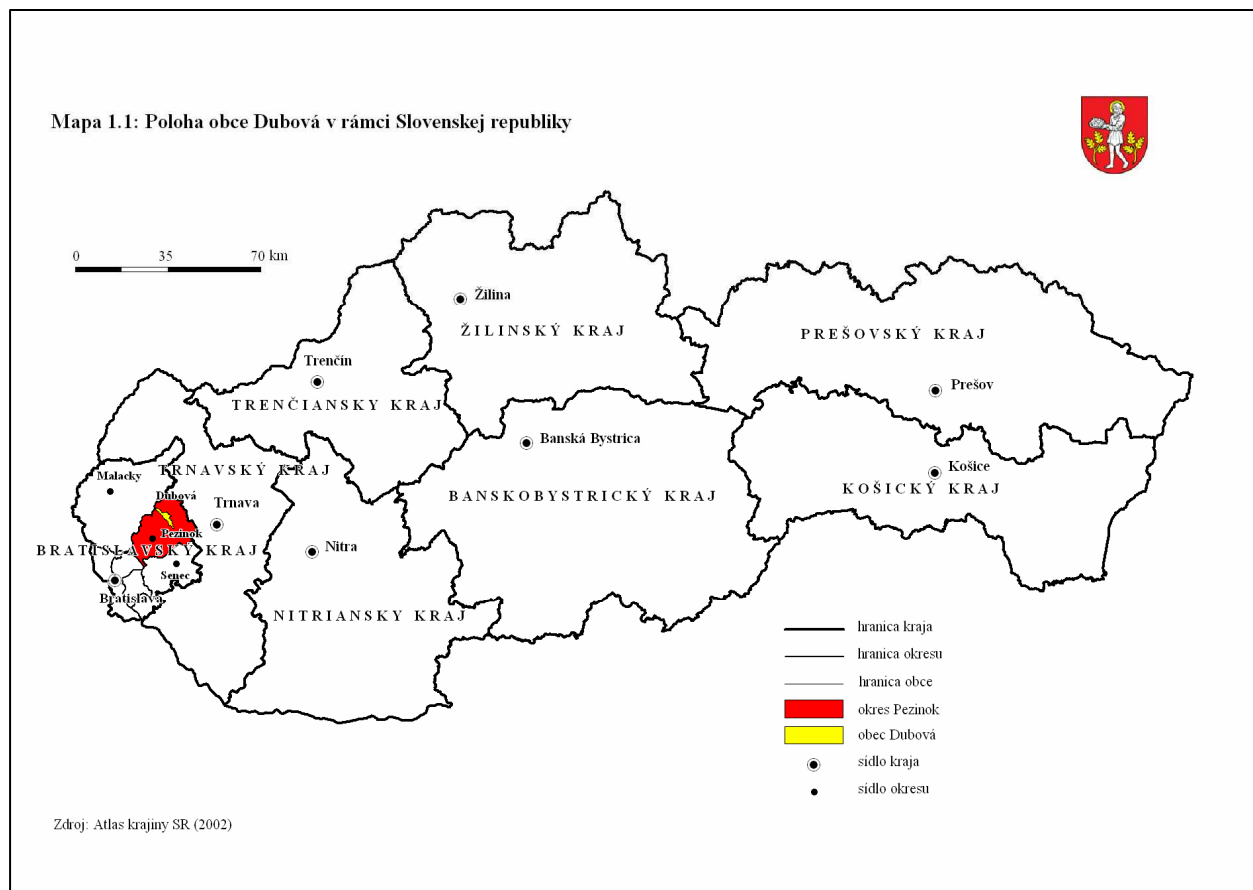 Mapa 1.1: Poloha obce Dubová v rámci Slovenskej republiky
0 35 70 km
Žilina
ŽILINSKÝ KRAJ
PREŠOVSKÝ KRAJ
Trenčín
Prešov
TRENČIANSKY KRAJ
Banská Bystrica
Malacky
TRNAVSKÝ KRAJ
Košice
KOŠICKÝ KRAJ
BANSKOBYSTRICKÝ KRAJ
Dubová
Trnava
Pezinok
BRATISLAVSKÝ KRAJ
Nitra
Senec
Bratislava
NITRIANSKY KRAJ
hranica kraja
hranica okresu
hranica obce
okres Pezinok
obec Dubová
sídlo kraja
sídlo okresu
Zdroj: Atlas krajiny SR (2002)